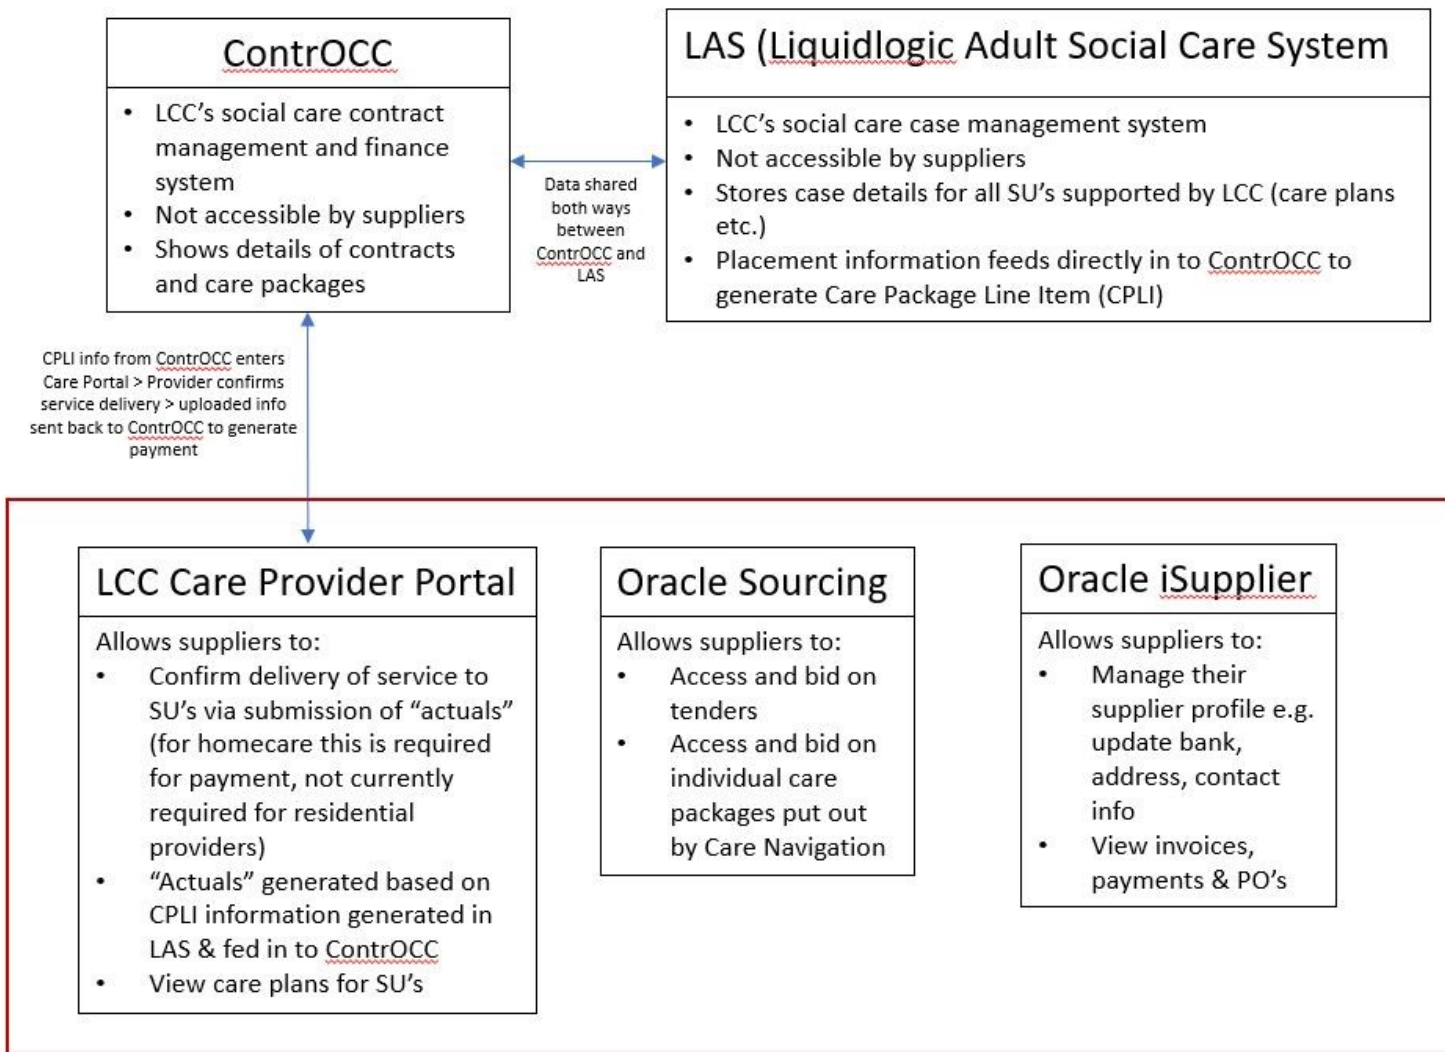 ContrOCC
• LCC's social care contract
management and finance
system
• Not accessible by suppliers
• Shows details of contracts
and care packages
Data shared
both ways
between
ContrOCC and
LAS
LAS (Liquidlogic Adult Social Care System
• LCC's social care case management system
• Not accessible by suppliers
• Stores case details for all SU's supported by LCC (care plans
etc.)
• Placement information feeds directly in to ContrOCC to
generate Care Package Line Item (CPLI)
CPLI info from ContrOCC enters
Care Portal > Provider confirms
service delivery > uploaded info
sent back to ContrOCC to generate
payment
LCC Care Provider Portal
Allows suppliers to:
• Confirm delivery of service to
SU's via submission of “actuals”
(for homecare this is required
for payment, not currently
required for residential
providers)
• “Actuals” generated based on
CPLI information generated in
LAS & fed in to ContrOCC
• View care plans for SU's
Oracle Sourcing
Allows suppliers to:
• Access and bid on
tenders
• Access and bid on
individual care
packages put out
by Care Navigation
Oracle iSupplier
Allows suppliers to:
• Manage their
supplier profile e.g.
update bank,
address, contact
info
• View invoices,
payments & PO's